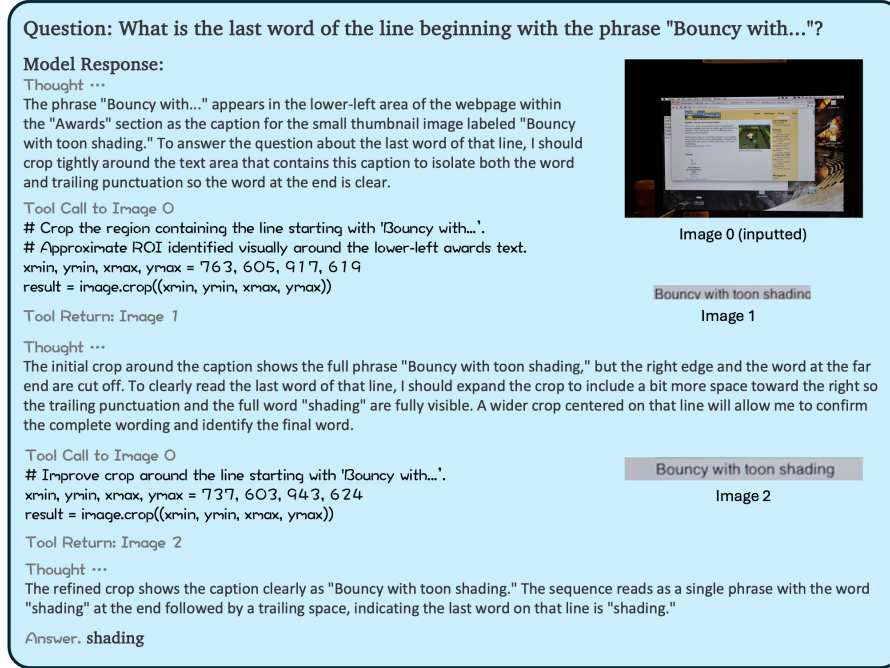 Question: What is the last word of the line beginning with the phrase "Bouncy with..."?
Model Response:
Thought ...
The phrase "Bouncy with..." appears in the lower-left area of the webpage within
the "Awards" section as the caption for the small thumbnail image labeled "Bouncy
with toon shading." To answer the question about the last word of that line, I should
crop tightly around the text area that contains this caption to isolate both the word
and trailing punctuation so the word at the end is clear.
Tool Call to Image 0
# Crop the region containing the line starting with 'Bouncy with...'.
# Approximate ROI identified visually around the lower-left awards text.
xmin, ymin, xmax, ymax = 763, 605, 917, 619
result = image.crop((xmin, ymin, xmax, ymax))
Tool Return: Image 1
Image 0 (inputted)
Bouncy with toon shading
Image 1
Thought ...
The initial crop around the caption shows the full phrase "Bouncy with toon shading," but the right edge and the word at the far
end are cut off. To clearly read the last word of that line, I should expand the crop to include a bit more space toward the right so
the trailing punctuation and the full word "shading" are fully visible. A wider crop centered on that line will allow me to confirm
the complete wording and identify the final word.
Tool Call to Image 0
# Improve crop around the line starting with 'Bouncy with...'.
xmin, ymin, xmax, ymax = 737, 603, 943, 624
result = image.crop((xmin, ymin, xmax, ymax))
Tool Return: Image 2
Bouncy with toon shading
Image 2
Thought ...
The refined crop shows the caption clearly as "Bouncy with toon shading." The sequence reads as a single phrase with the word
"shading" at the end followed by a trailing space, indicating the last word on that line is "shading."
Answer. shading